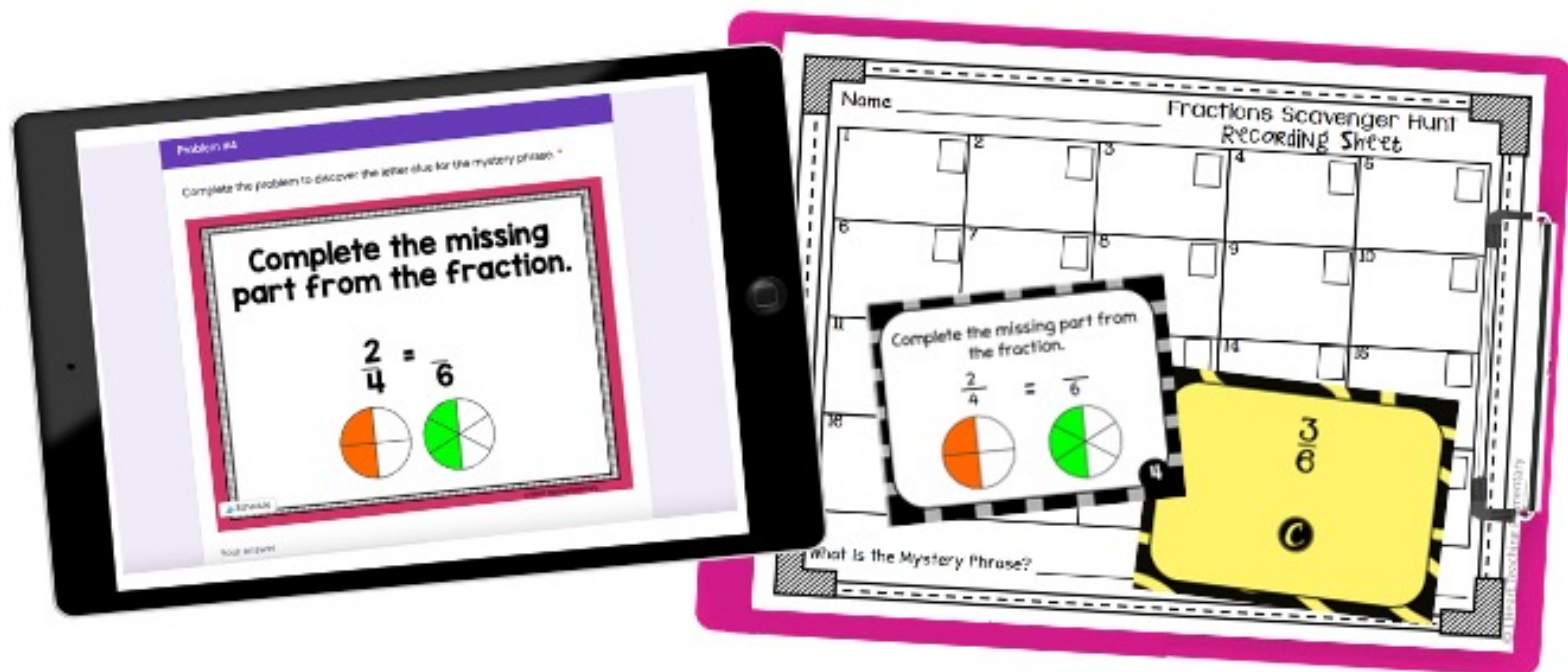 Problem #4
Complete the problem to discover the letter clue for the mystery phrase. *
Complete the missing
part from the fraction.
2/4 = _/6
Your answer
Name
Fractions Scavenger Hunt
Recording Sheet
1 2 3 4 5
6 7 8 9 10
11 14 15
16
Complete the missing part from
the fraction.
2/4 = _/6
4
3/6
C
What Is the Mystery Phrase?